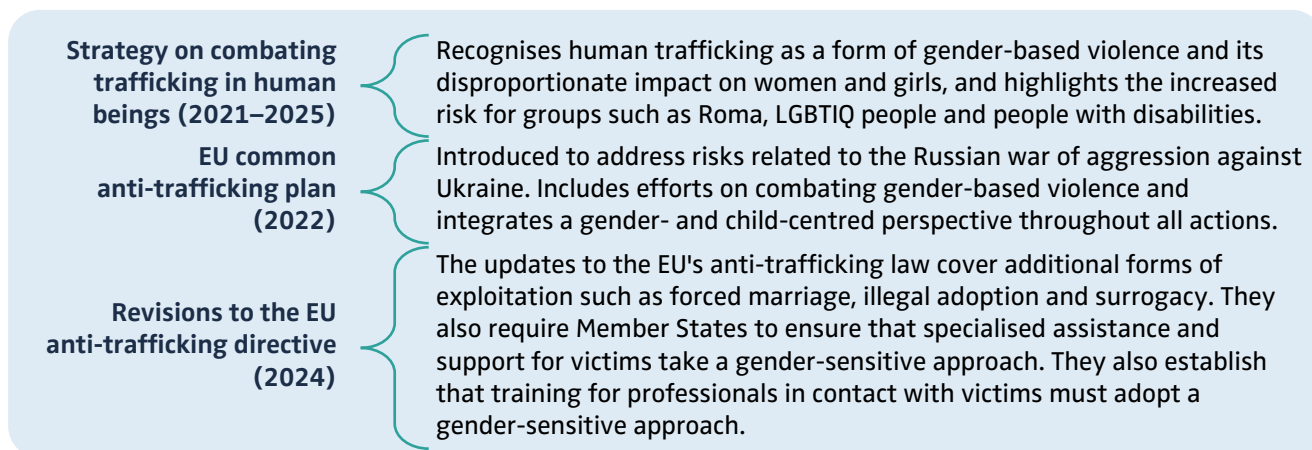 Strategy on combating
trafficking in human
beings (2021–2025)
Recognises human trafficking as a form of gender-based violence and its
disproportionate impact on women and girls, and highlights the increased
risk for groups such as Roma, LGBTIQ people and people with disabilities.
EU common
anti-trafficking plan
(2022)
Introduced to address risks related to the Russian war of aggression against
Ukraine. Includes efforts on combating gender-based violence and
integrates a gender- and child-centred perspective throughout all actions.
Revisions to the EU
anti-trafficking directive
(2024)
The updates to the EU's anti-trafficking law cover additional forms of
exploitation such as forced marriage, illegal adoption and surrogacy. They
also require Member States to ensure that specialised assistance and
support for victims take a gender-sensitive approach. They also establish
that training for professionals in contact with victims must adopt a
gender-sensitive approach.